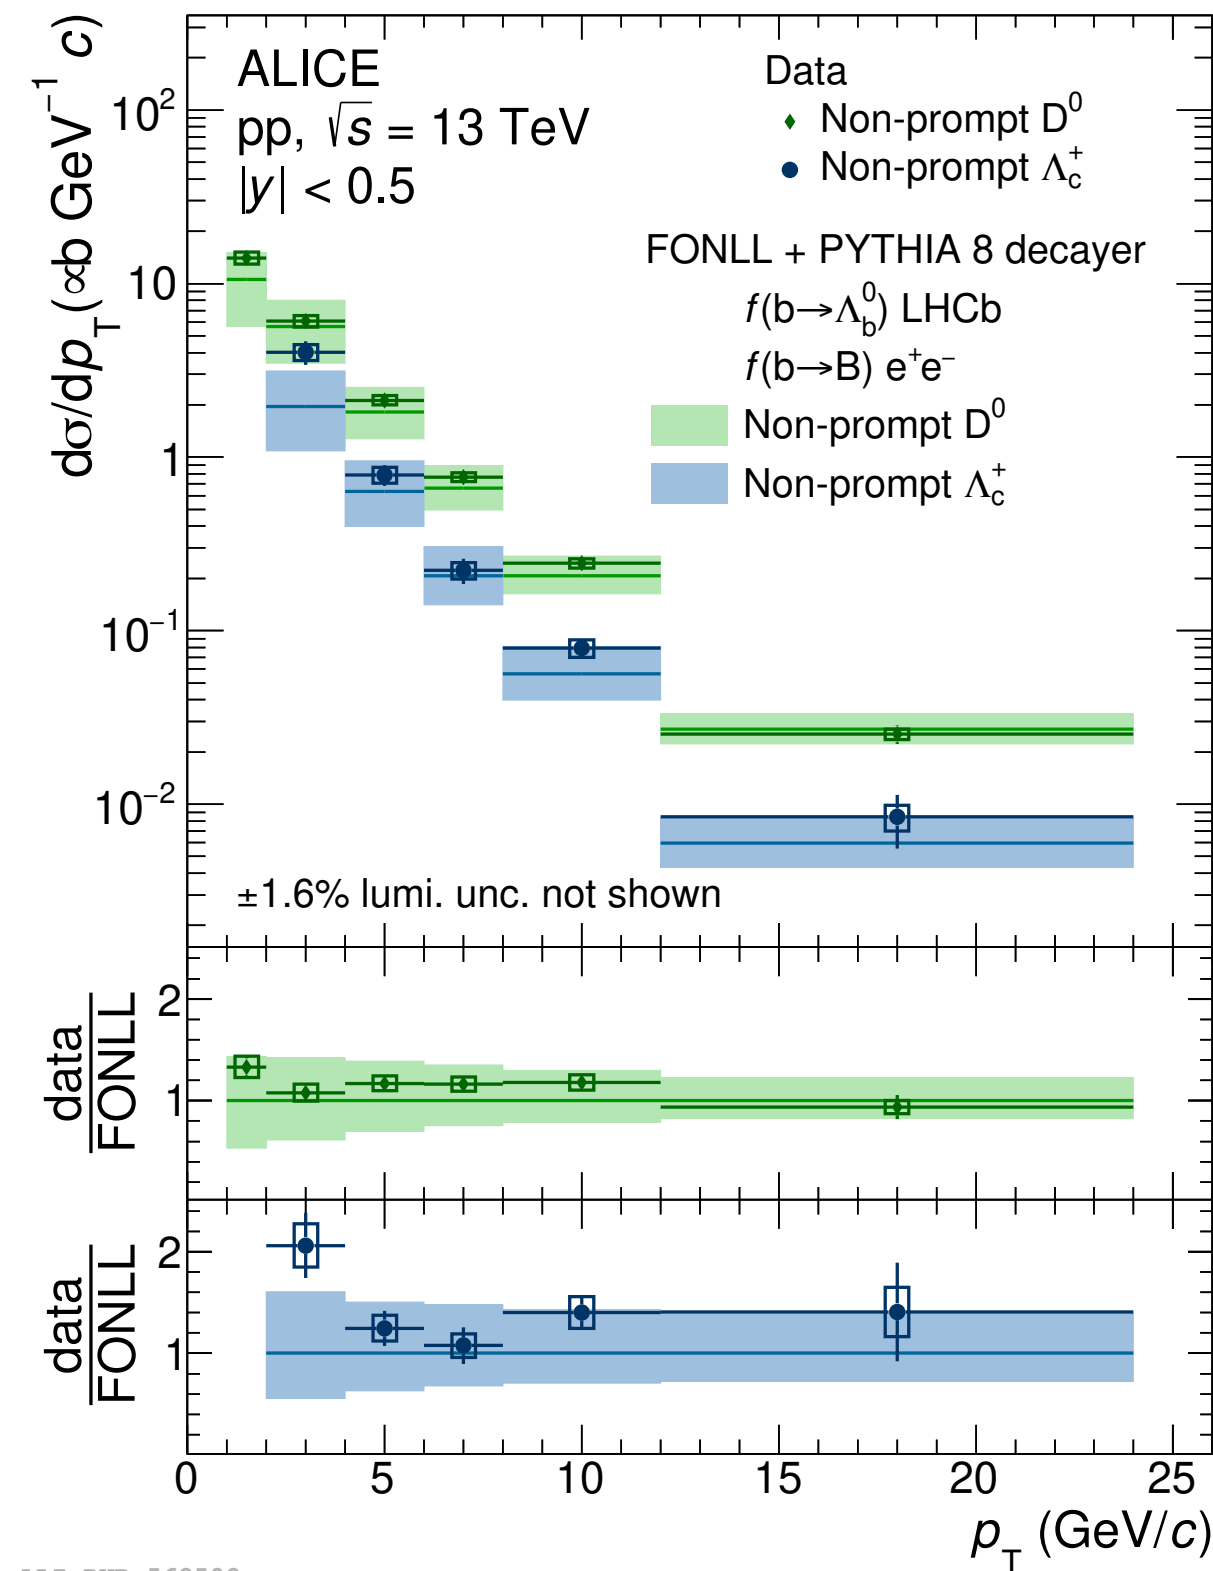 ALICE
pp, √s = 13 TeV
|y| < 0.5
Data
Non-prompt D⁰
Non-prompt Λc⁺
FONLL + PYTHIA 8 decayer
f(b→Λb⁰) LHCb
f(b→B) e⁺e⁻
Non-prompt D⁰
Non-prompt Λc⁺
±1.6% lumi. unc. not shown
dσ/dpT (∝b GeV⁻¹ c)
10²
10
1
10⁻¹
10⁻²
data
FONLL
2
1
data
FONLL
2
1
0 5 10 15 20 25
pT (GeV/c)